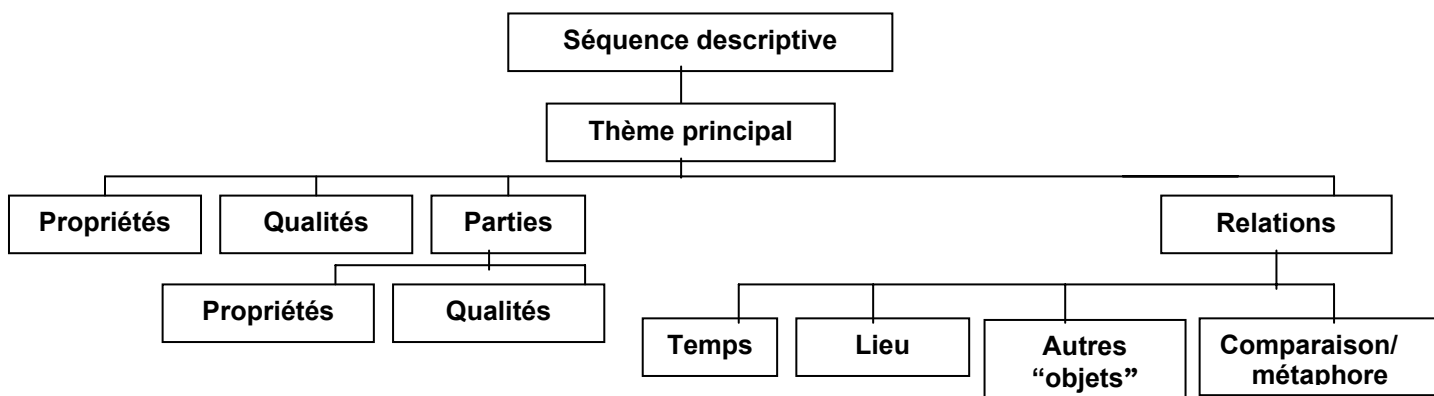 Séquence descriptive
Thème principal
Propriétés
Qualités
Parties
Relations
Propriétés
Qualités
Temps
Lieu
Autres
“objets”
Comparaison/
métaphore